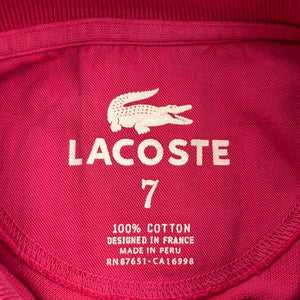 LACOSTE
7
100% COTTON
DESIGNED IN FRANCE
MADE IN PERU
RN87651-CA16998